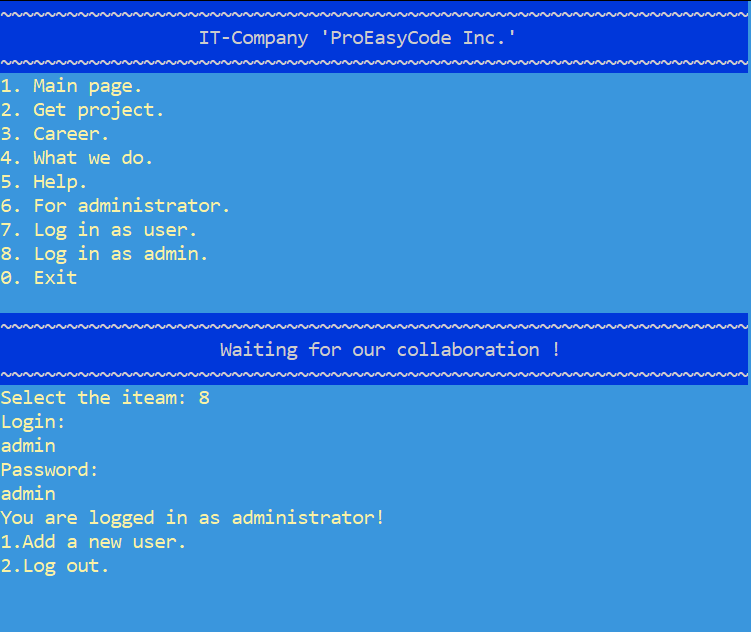 ~~~~~~~~~~~~~~~~~~~~~~~~~~~~~~~~~~~~~~~~~~~~~~~~~~~~~~~~~~~~~~~~~~~~
IT-Company 'ProEasyCode Inc.'
~~~~~~~~~~~~~~~~~~~~~~~~~~~~~~~~~~~~~~~~~~~~~~~~~~~~~~~~~~~~~~~~~~~~
1. Main page.
2. Get project.
3. Career.
4. What we do.
5. Help.
6. For administrator.
7. Log in as user.
8. Log in as admin.
0. Exit
~~~~~~~~~~~~~~~~~~~~~~~~~~~~~~~~~~~~~~~~~~~~~~~~~~~~~~~~~~~~~~~~~~~~
Waiting for our collaboration !
~~~~~~~~~~~~~~~~~~~~~~~~~~~~~~~~~~~~~~~~~~~~~~~~~~~~~~~~~~~~~~~~~~~~
Select the iteam: 8
Login:
admin
Password:
admin
You are logged in as administrator!
1.Add a new user.
2.Log out.